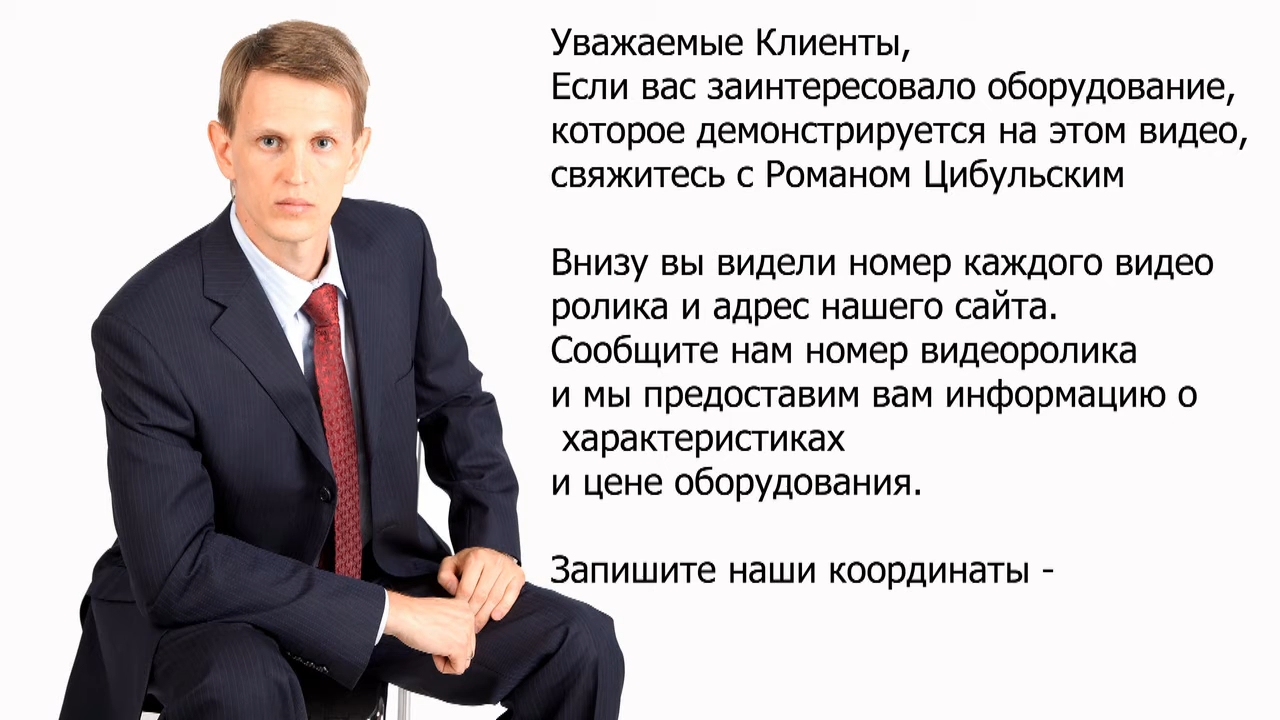 Уважаемые Клиенты,
Если вас заинтересовало оборудование,
которое демонстрируется на этом видео,
свяжитесь с Романом Цибульским
Внизу вы видели номер каждого видео
ролика и адрес нашего сайта.
Сообщите нам номер видеоролика
и мы предоставим вам информацию о
характеристиках
и цене оборудования.
Запишите наши координаты -